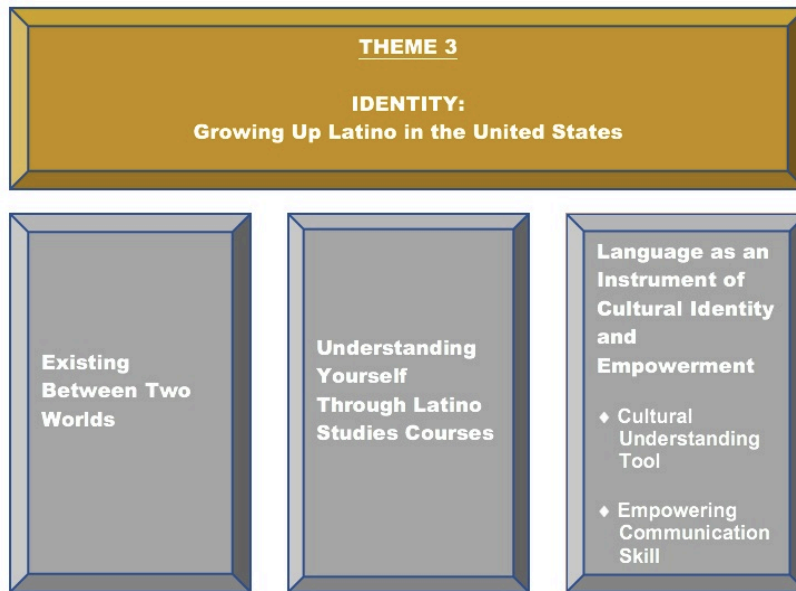 THEME 3
IDENTITY:
Growing Up Latino in the United States
Existing
Between Two
Worlds
Understanding
Yourself
Through Latino
Studies Courses
Language as an
Instrument of
Cultural Identity
and
Empowerment
♦ Cultural
Understanding
Tool
♦ Empowering
Communication
Skill